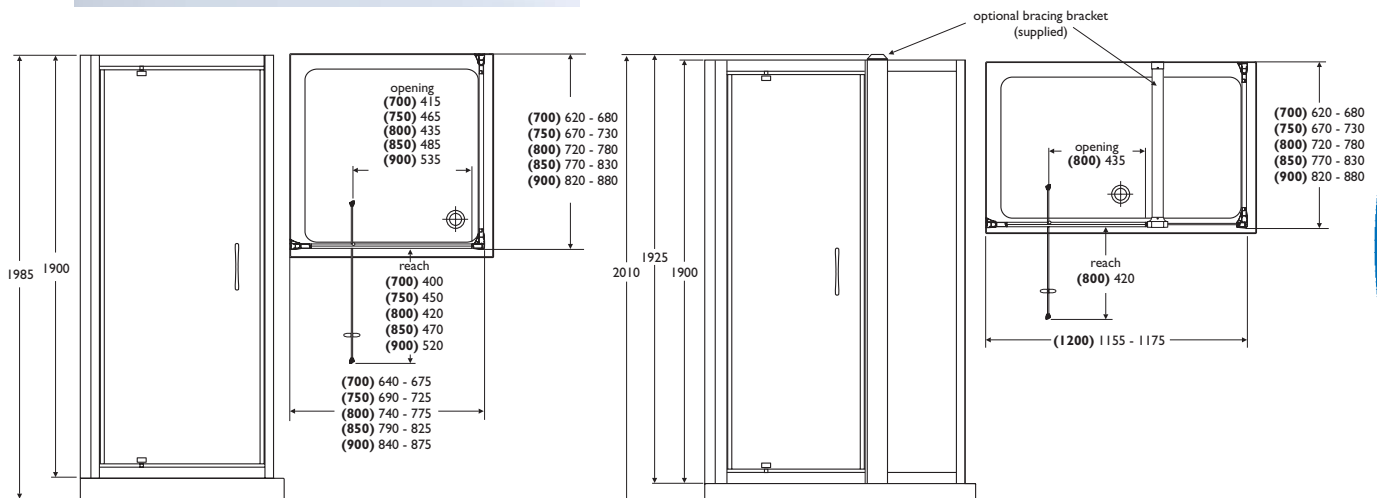 optional bracing bracket
(supplied)
opening
(700) 415
(750) 465
(800) 435
(850) 485
(900) 535
(700) 620 - 680
(750) 670 - 730
(800) 720 - 780
(850) 770 - 830
(900) 820 - 880
1985
1900
reach
(700) 400
(750) 450
(800) 420
(850) 470
(900) 520
(700) 640 - 675
(750) 690 - 725
(800) 740 - 775
(850) 790 - 825
(900) 840 - 875
2010
1925
1900
opening
(800) 435
(700) 620 - 680
(750) 670 - 730
(800) 720 - 780
(850) 770 - 830
(900) 820 - 880
reach
(800) 420
(1200) 1155 - 1175